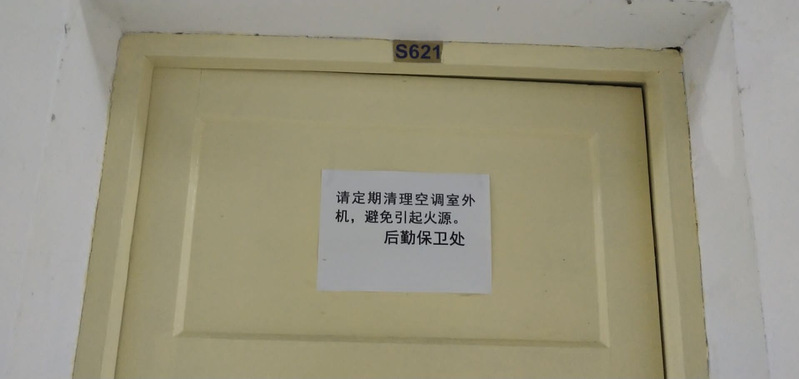 S621
请定期清理空调室外
机，避免引起火源。
后勤保卫处